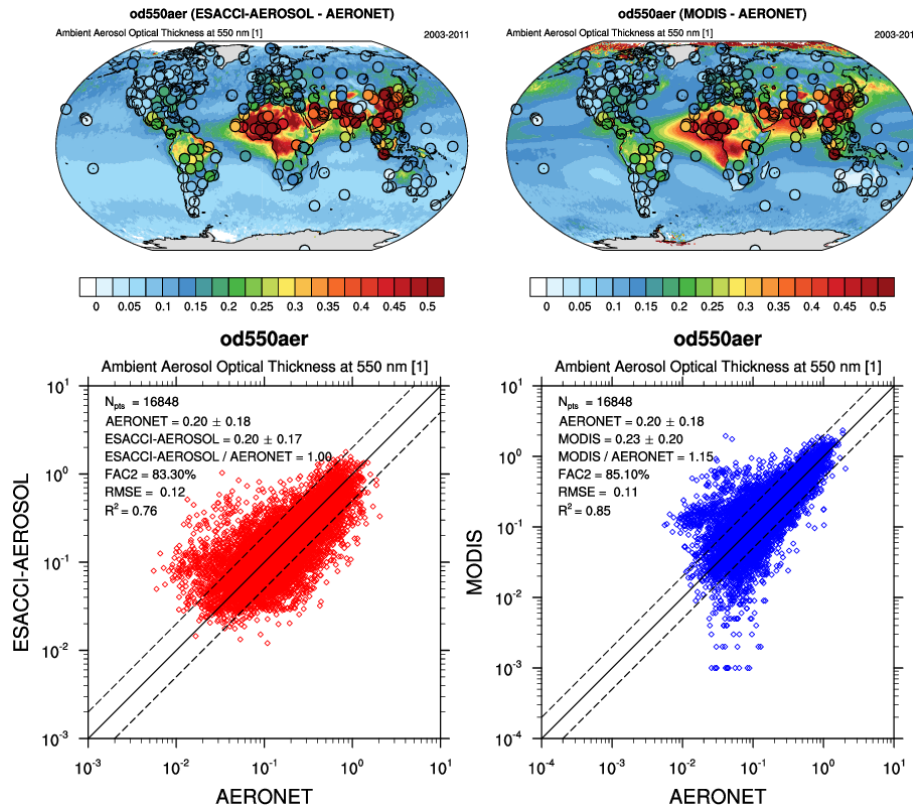 od550aer (ESACCI-AEROSOL - AERONET)
Ambient Aerosol Optical Thickness at 550 nm [1] 2003-2011
0 0.05 0.1 0.15 0.2 0.25 0.3 0.35 0.4 0.45 0.5
od550aer (MODIS - AERONET)
Ambient Aerosol Optical Thickness at 550 nm [1] 2003-2011
0 0.05 0.1 0.15 0.2 0.25 0.3 0.35 0.4 0.45 0.5
od550aer
Ambient Aerosol Optical Thickness at 550 nm [1]
N_pts = 16848
AERONET = 0.20 ± 0.18
ESACCI-AEROSOL = 0.20 ± 0.17
ESACCI-AEROSOL / AERONET = 1.00
FAC2 = 83.30%
RMSE = 0.12
R² = 0.76
10¹
10⁰
10⁻¹
10⁻²
10⁻³
ESACCI-AEROSOL
10⁻³ 10⁻² 10⁻¹ 10⁰ 10¹
AERONET
od550aer
Ambient Aerosol Optical Thickness at 550 nm [1]
N_pts = 16848
AERONET = 0.20 ± 0.18
MODIS = 0.23 ± 0.20
MODIS / AERONET = 1.15
FAC2 = 85.10%
RMSE = 0.11
R² = 0.85
10¹
10⁰
10⁻¹
10⁻²
10⁻³
10⁻⁴
MODIS
10⁻⁴ 10⁻³ 10⁻² 10⁻¹ 10⁰ 10¹
AERONET